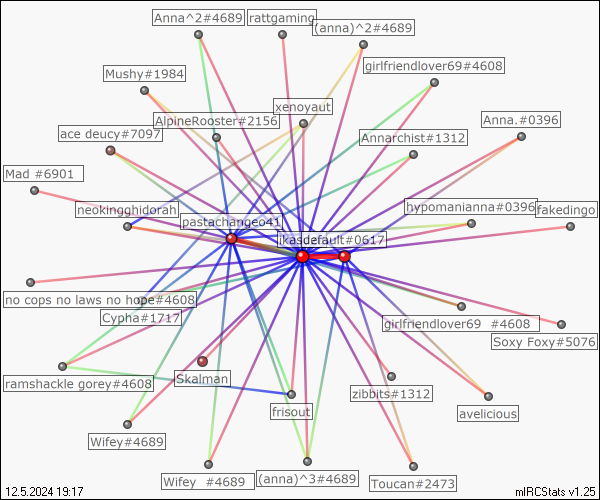 Anna^2#4689
rattgaming
(anna)^2#4689
girlfriendlover69#4608
Mushy#1984
xenoyaut
AlpineRooster#2156
Anna.#0396
ace deucy#7097
Annarchist#1312
Mad #6901
neokingghidorah
pastachangeo41
hypomanianna#0396
fakedingo
jkasdefault#0617
no cops no laws no hope#4608
Cypha#1717
girlfriendlover69 #4608
Soxy Foxy#5076
ramshackle gorey#4608
Skalman
zibbits#1312
frisout
avelicious
Wifey#4689
Wifey #4689
(anna)^3#4689
Toucan#2473
12.5.2024 19:17
mIRCStats v1.25